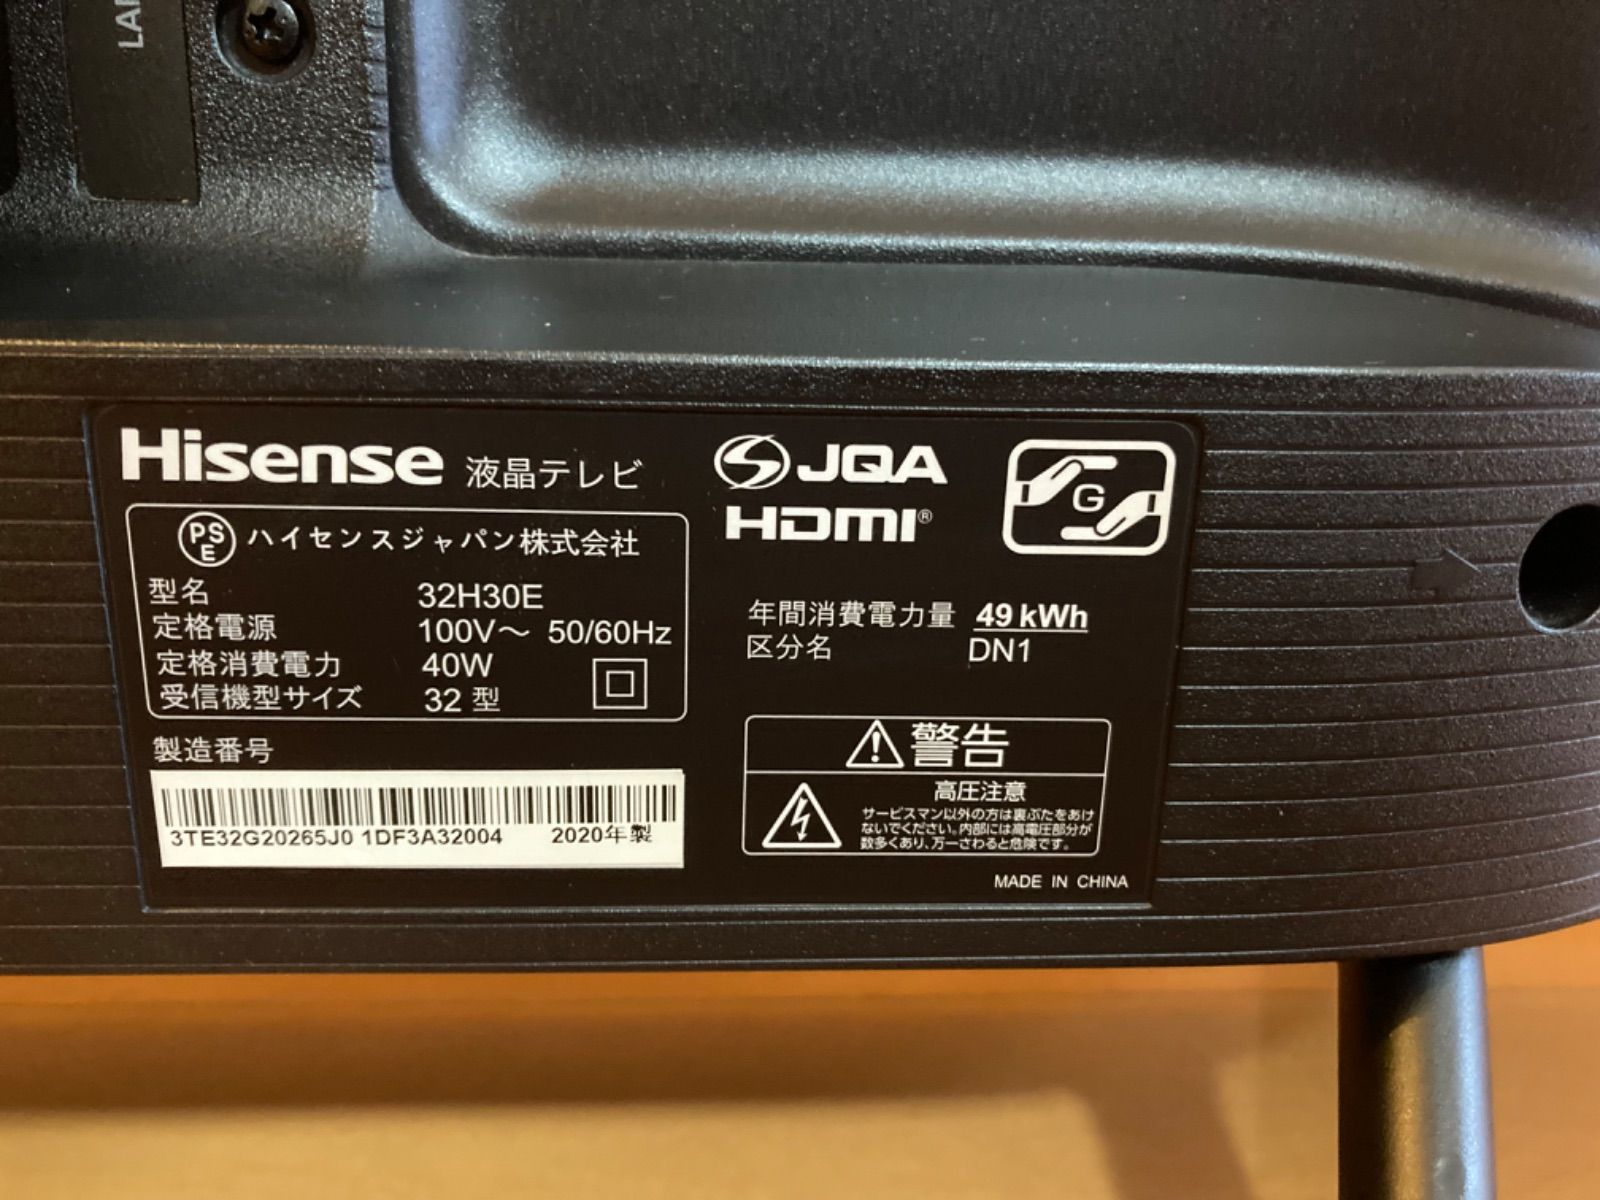 LAN
Hisense 液晶テレビ
PS
E
ハイセンスジャパン株式会社
型名 32H30E
定格電源 100V〜 50/60Hz
定格消費電力 40W
受信機型サイズ 32 型
製造番号
3TE32G20265J0 1DF3A32004 2020年製
S JQA
HDMI®
G
年間消費電力量 49 kWh
区分名 DN1
警告
高圧注意
サービスマン以外の方は裏ぶたをあけ
ないでください。内部には高電圧部分が
数多くあり、万一さわると危険です。
MADE IN CHINA